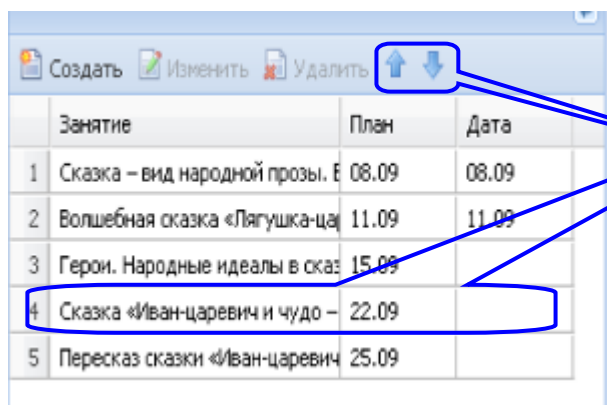 Создать Изменить Удалить
Занятие План Дата
1 Сказка – вид народной прозы. 08.09 08.09
2 Волшебная сказка «Лягушка-ца 11.09 11.09
3 Герои. Народные идеалы в сказ 15.09
4 Сказка «Иван-царевич и чудо – 22.09
5 Пересказ сказки «Иван-царевич 25.09